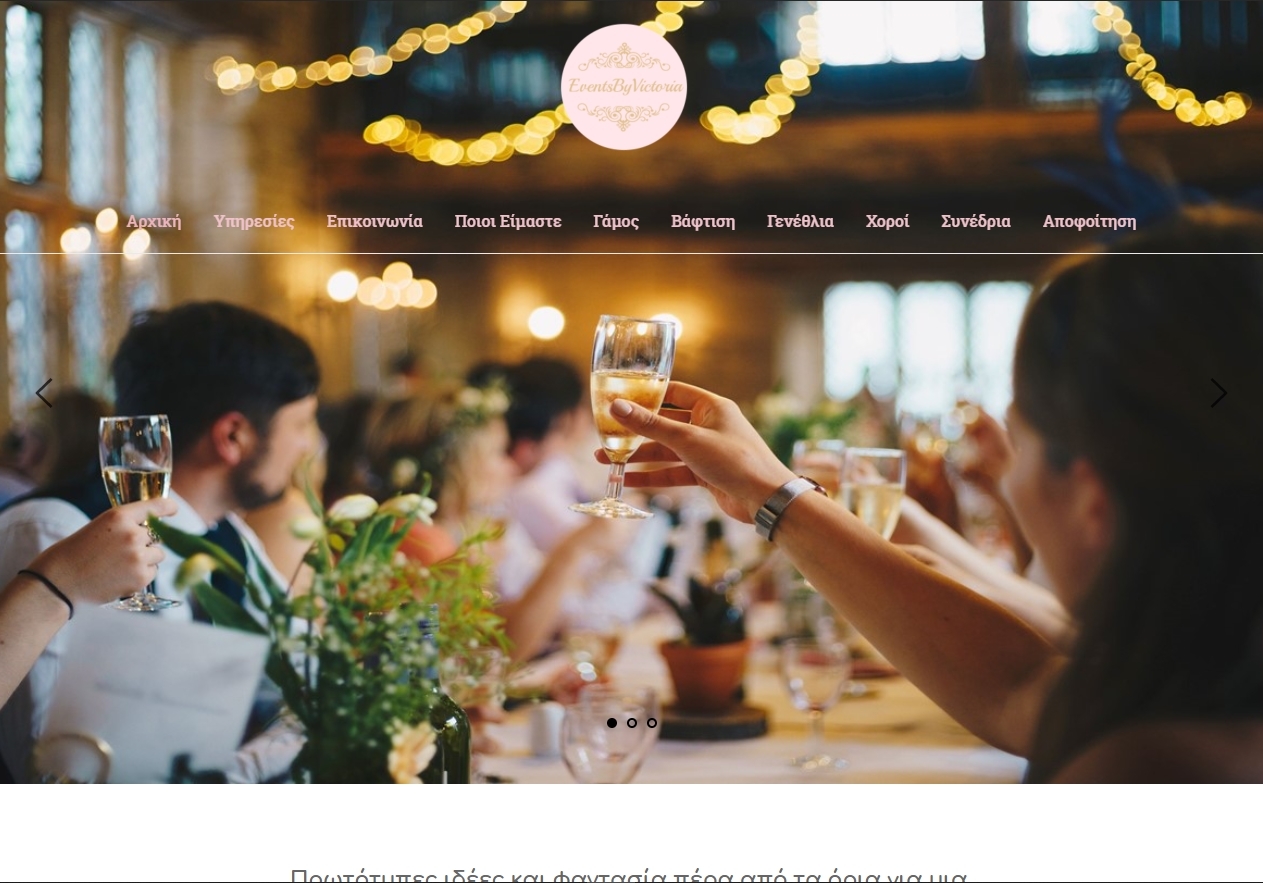 EventsByVictoria
Αρχική Υπηρεσίες Επικοινωνία Ποιοι Είμαστε Γάμος Βάφτιση Γενέθλια Χοροί Συνέδρια Αποφοίτηση
Πρωτότυπες ιδέες και φαντασία πέρα από τα όρια για μια